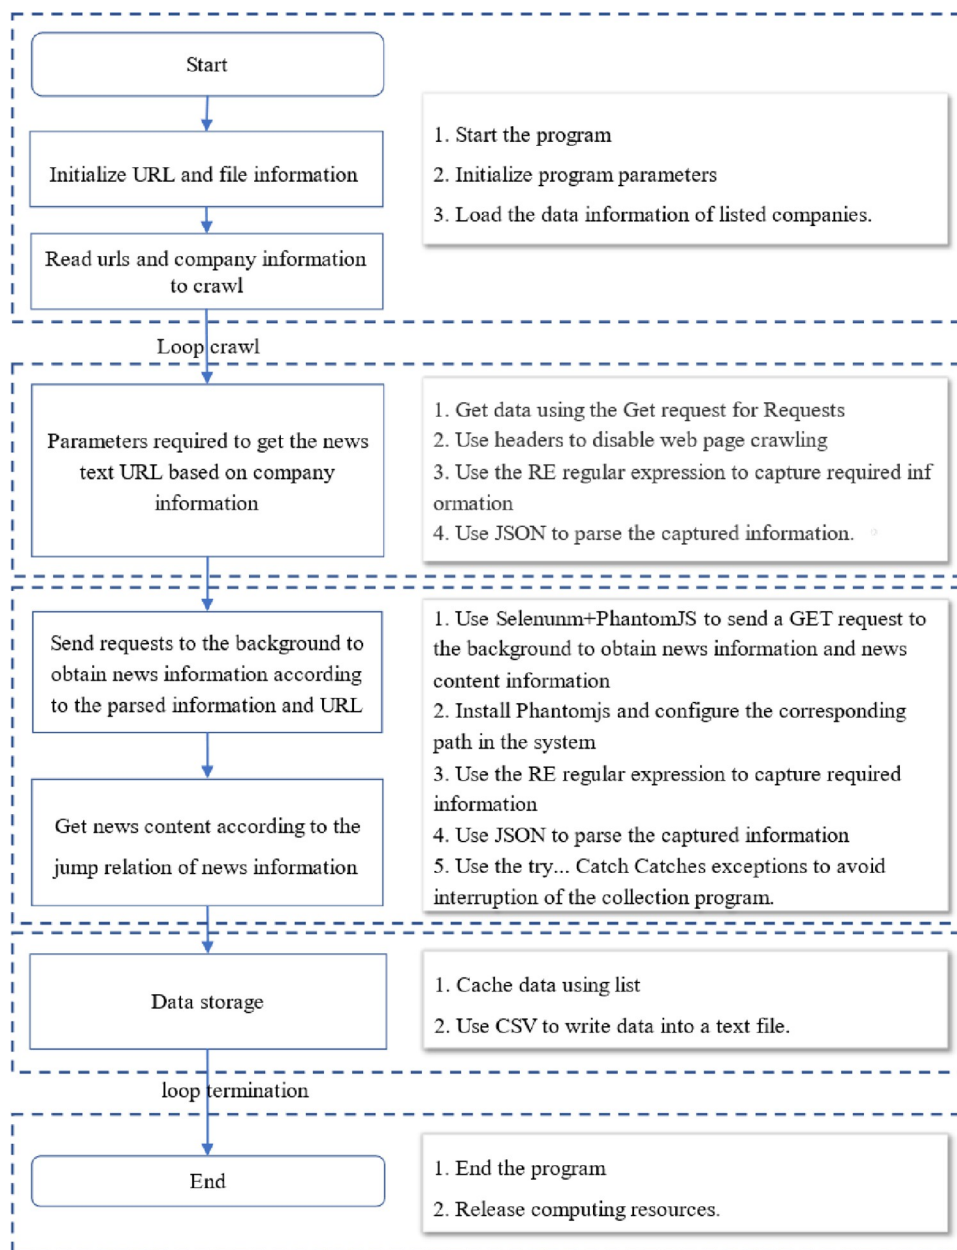 Start
Initialize URL and file information
Read urls and company information
to crawl
1. Start the program
2. Initialize program parameters
3. Load the data information of listed companies.
Loop crawl
Parameters required to get the news
text URL based on company
information
1. Get data using the Get request for Requests
2. Use headers to disable web page crawling
3. Use the RE regular expression to capture required inf
ormation
4. Use JSON to parse the captured information.
Send requests to the background to
obtain news information according
to the parsed information and URL
Get news content according to the
jump relation of news information
1. Use Selenunm+PhantomJS to send a GET request to
the background to obtain news information and news
content information
2. Install Phantomjs and configure the corresponding
path in the system
3. Use the RE regular expression to capture required
information
4. Use JSON to parse the captured information
5. Use the try... Catch Catches exceptions to avoid
interruption of the collection program.
Data storage
1. Cache data using list
2. Use CSV to write data into a text file.
loop termination
End
1. End the program
2. Release computing resources.